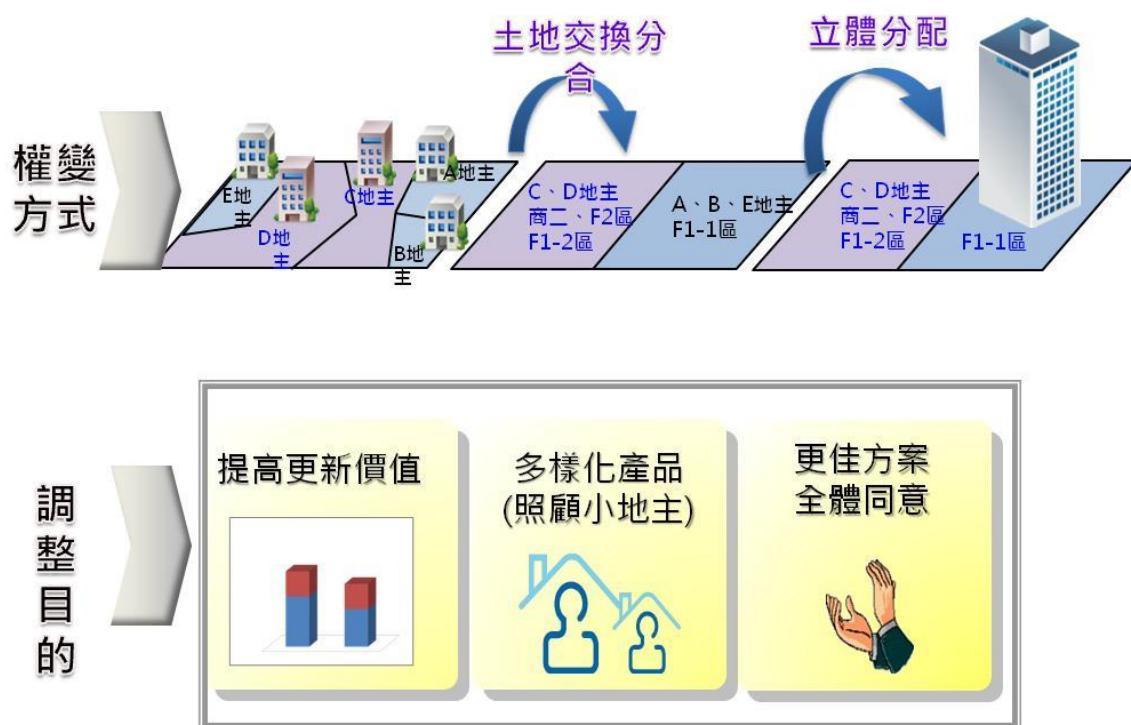 土地交換分
合
立體分配
權變
方式
E地
主
D地
主
C地主
A地主
B地
主
C、D地主
商二、F2區
F1-2區
A、B、E地主
F1-1區
C、D地主
商二、F2區
F1-2區
F1-1區
調
整
目
的
提高更新價值
多樣化產品
(照顧小地主)
更佳方案
全體同意